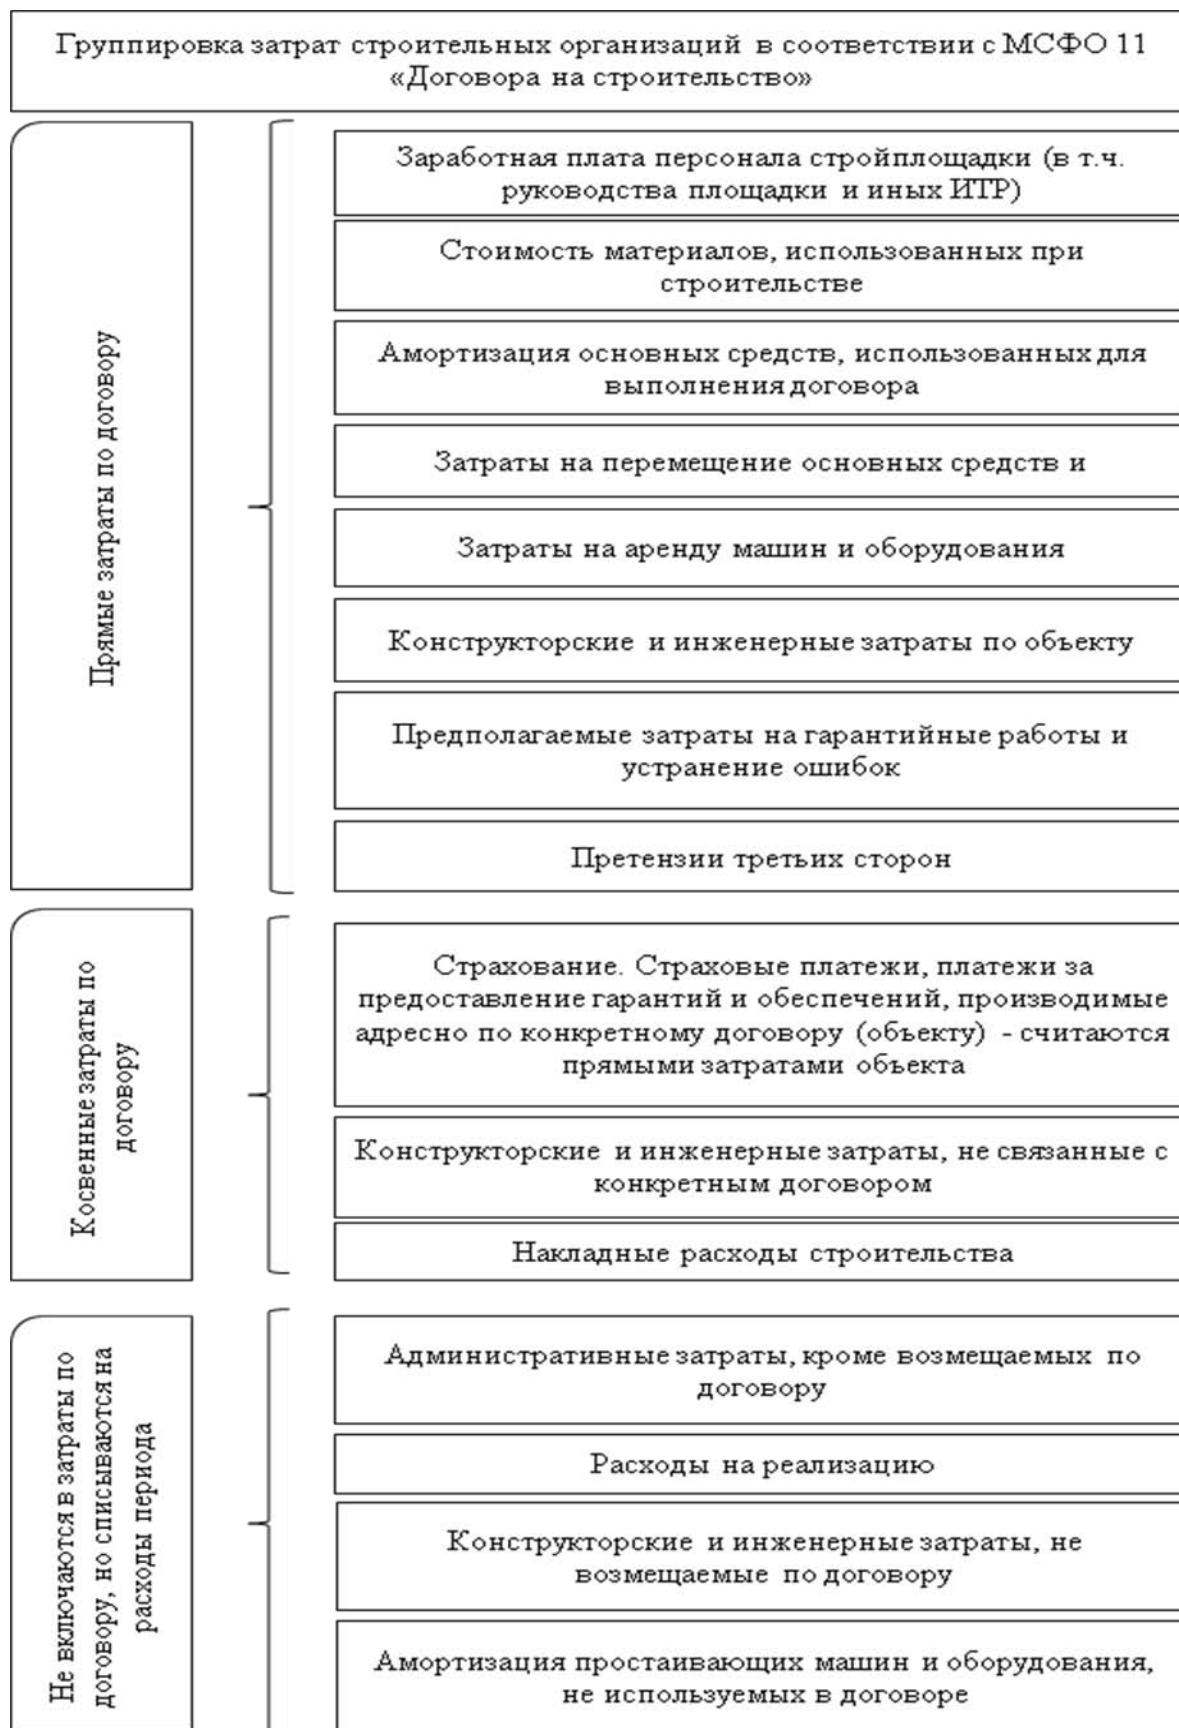 Группировка затрат строительных организаций в соответствии с МСФО 11
«Договора на строительство»
Прямые затраты по договору
Заработная плата персонала стройплощадки (в т.ч.
руководства площадки и иных ИТР)
Стоимость материалов, использованных при
строительстве
Амортизация основных средств, использованных для
выполнения договора
Затраты на перемещение основных средств и
Затраты на аренду машин и оборудования
Конструкторские и инженерные затраты по объекту
Предполагаемые затраты на гарантийные работы и
устранение ошибок
Претензии третьих сторон
Косвенные затраты по
договору
Страхование. Страховые платежи, платежи за
предоставление гарантий и обеспечений, производимые
адресно по конкретному договору (объекту) - считаются
прямыми затратами объекта
Конструкторские и инженерные затраты, не связанные с
конкретным договором
Накладные расходы строительства
Не включаются в затраты по
договору, но списываются на
расходы периода
Административные затраты, кроме возмещаемых по
договору
Расходы на реализацию
Конструкторские и инженерные затраты, не
возмещаемые по договору
Амортизация простаивающих машин и оборудования,
не используемых в договоре